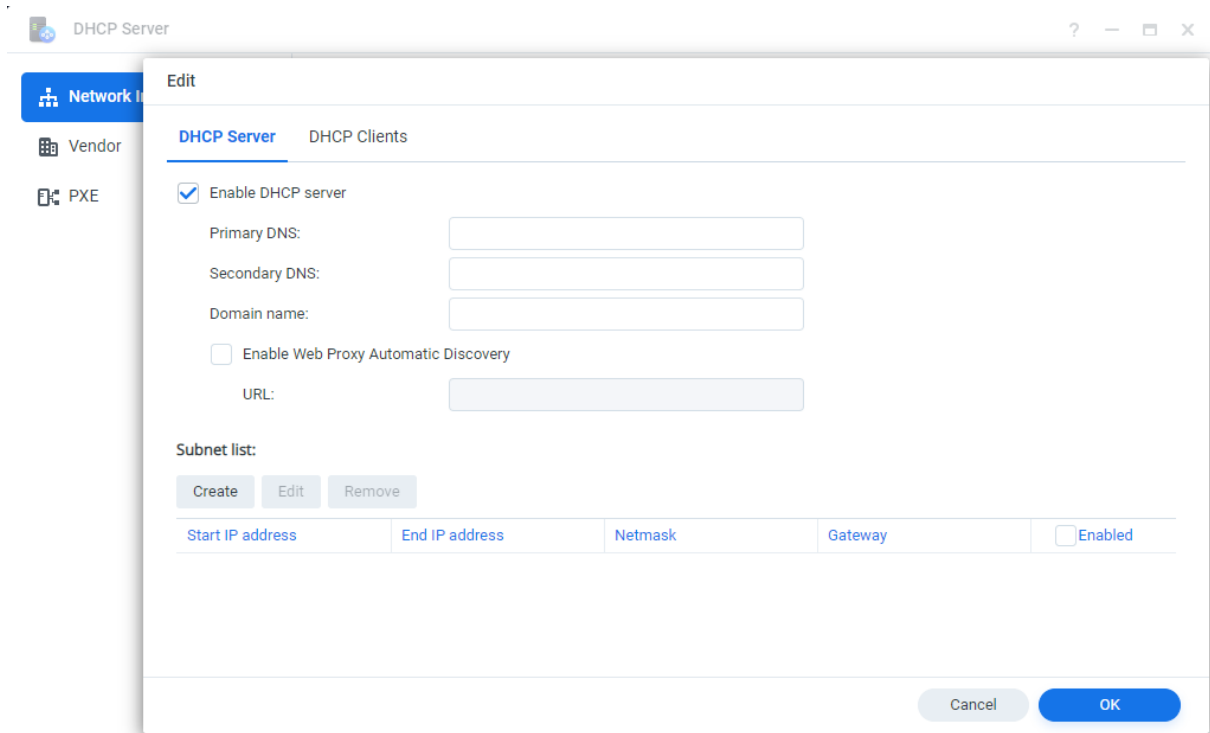 DHCP Server
?
Edit
Network I
DHCP Server DHCP Clients
Vendor
Enable DHCP server
PXE
Primary DNS:
Secondary DNS:
Domain name:
Enable Web Proxy Automatic Discovery
URL:
Subnet list:
Create Edit Remove
Start IP address End IP address Netmask Gateway Enabled
Cancel OK